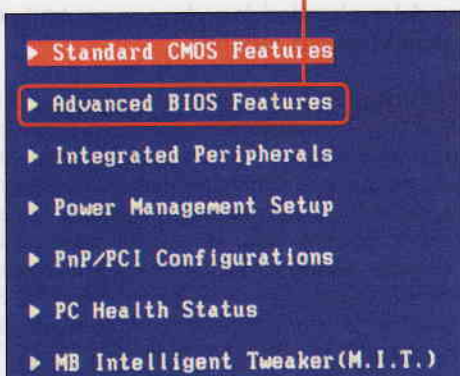 ▶ Standard CMOS Features
▶ Advanced BIOS Features
▶ Integrated Peripherals
▶ Power Management Setup
▶ PnP/PCI Configurations
▶ PC Health Status
▶ MB Intelligent Tweaker(M.I.T.)